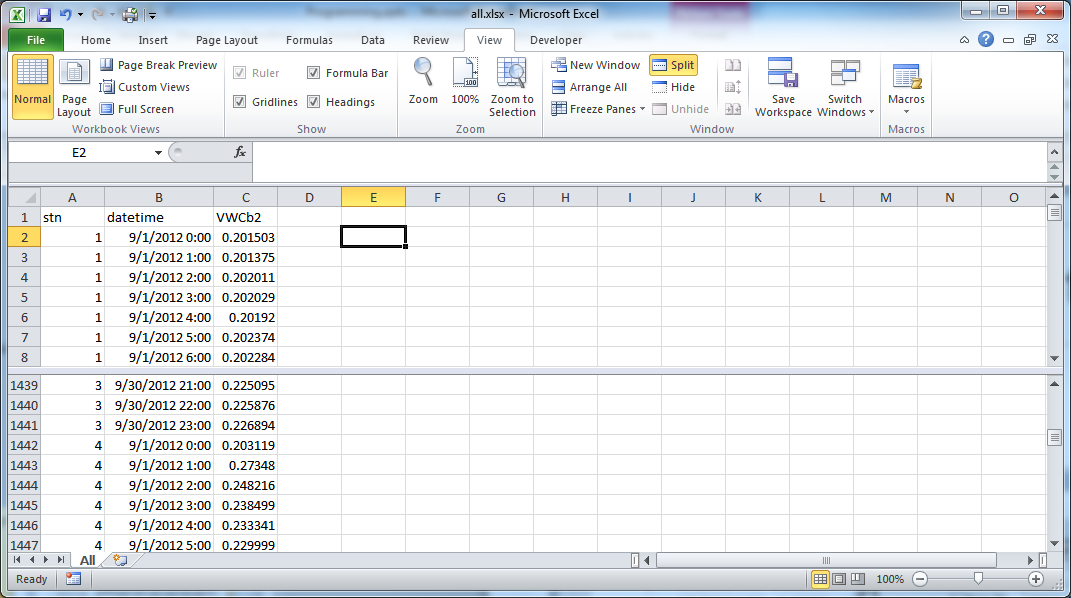 all.xlsx - Microsoft Excel
File Home Insert Page Layout Formulas Data Review View Developer
Normal Page Layout Page Break Preview Custom Views Full Screen
Workbook Views
Ruler Formula Bar
Gridlines Headings
Show
Zoom 100% Zoom to Selection
Zoom
New Window Split
Arrange All Hide
Freeze Panes Unhide
Save Workspace Switch Windows
Window
Macros
Macros
E2 fx
A B C D E F G H I J K L M N O
1 stn datetime VWCb2
2 1 9/1/2012 0:00 0.201503
3 1 9/1/2012 1:00 0.201375
4 1 9/1/2012 2:00 0.202011
5 1 9/1/2012 3:00 0.202029
6 1 9/1/2012 4:00 0.20192
7 1 9/1/2012 5:00 0.202374
8 1 9/1/2012 6:00 0.202284
1439 3 9/30/2012 21:00 0.225095
1440 3 9/30/2012 22:00 0.225876
1441 3 9/30/2012 23:00 0.226894
1442 4 9/1/2012 0:00 0.203119
1443 4 9/1/2012 1:00 0.27348
1444 4 9/1/2012 2:00 0.248216
1445 4 9/1/2012 3:00 0.238499
1446 4 9/1/2012 4:00 0.233341
1447 4 9/1/2012 5:00 0.229999
All
Ready 100%